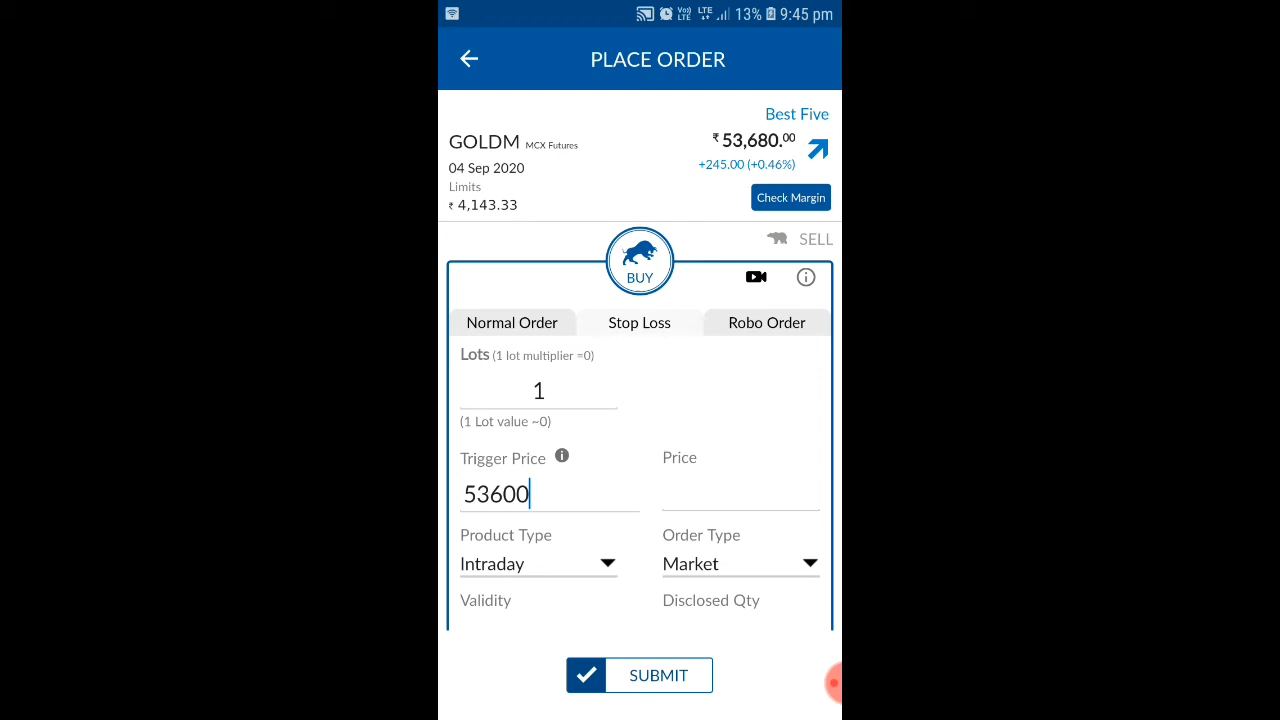 VoLTE LTE 13% 9:45 pm
PLACE ORDER
Best Five
GOLDM MCX Futures ₹ 53,680.00
04 Sep 2020 +245.00 (+0.46%)
Limits
₹ 4,143.33 Check Margin
SELL
BUY
Normal Order Stop Loss Robo Order
Lots (1 lot multiplier =0)
1
(1 Lot value ~0)
Trigger Price Price
53600
Product Type Order Type
Intraday Market
Validity Disclosed Qty
SUBMIT